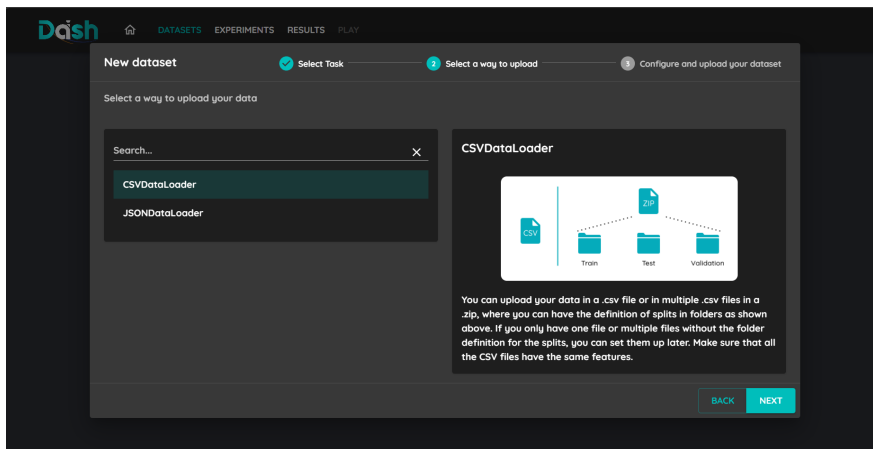 Dash
DATASETS EXPERIMENTS RESULTS PLAY
New dataset
Select Task
2 Select a way to upload
3 Configure and upload your dataset
Select a way to upload your data
Search...
CSVDataLoader
JSONDataLoader
CSVDataLoader
ZIP
CSV
Train Test Validation
You can upload your data in a .csv file or in multiple .csv files in a
.zip, where you can have the definition of splits in folders as shown
above. If you only have one file or multiple files without the folder
definition for the splits, you can set them up later. Make sure that all
the CSV files have the same features.
BACK NEXT